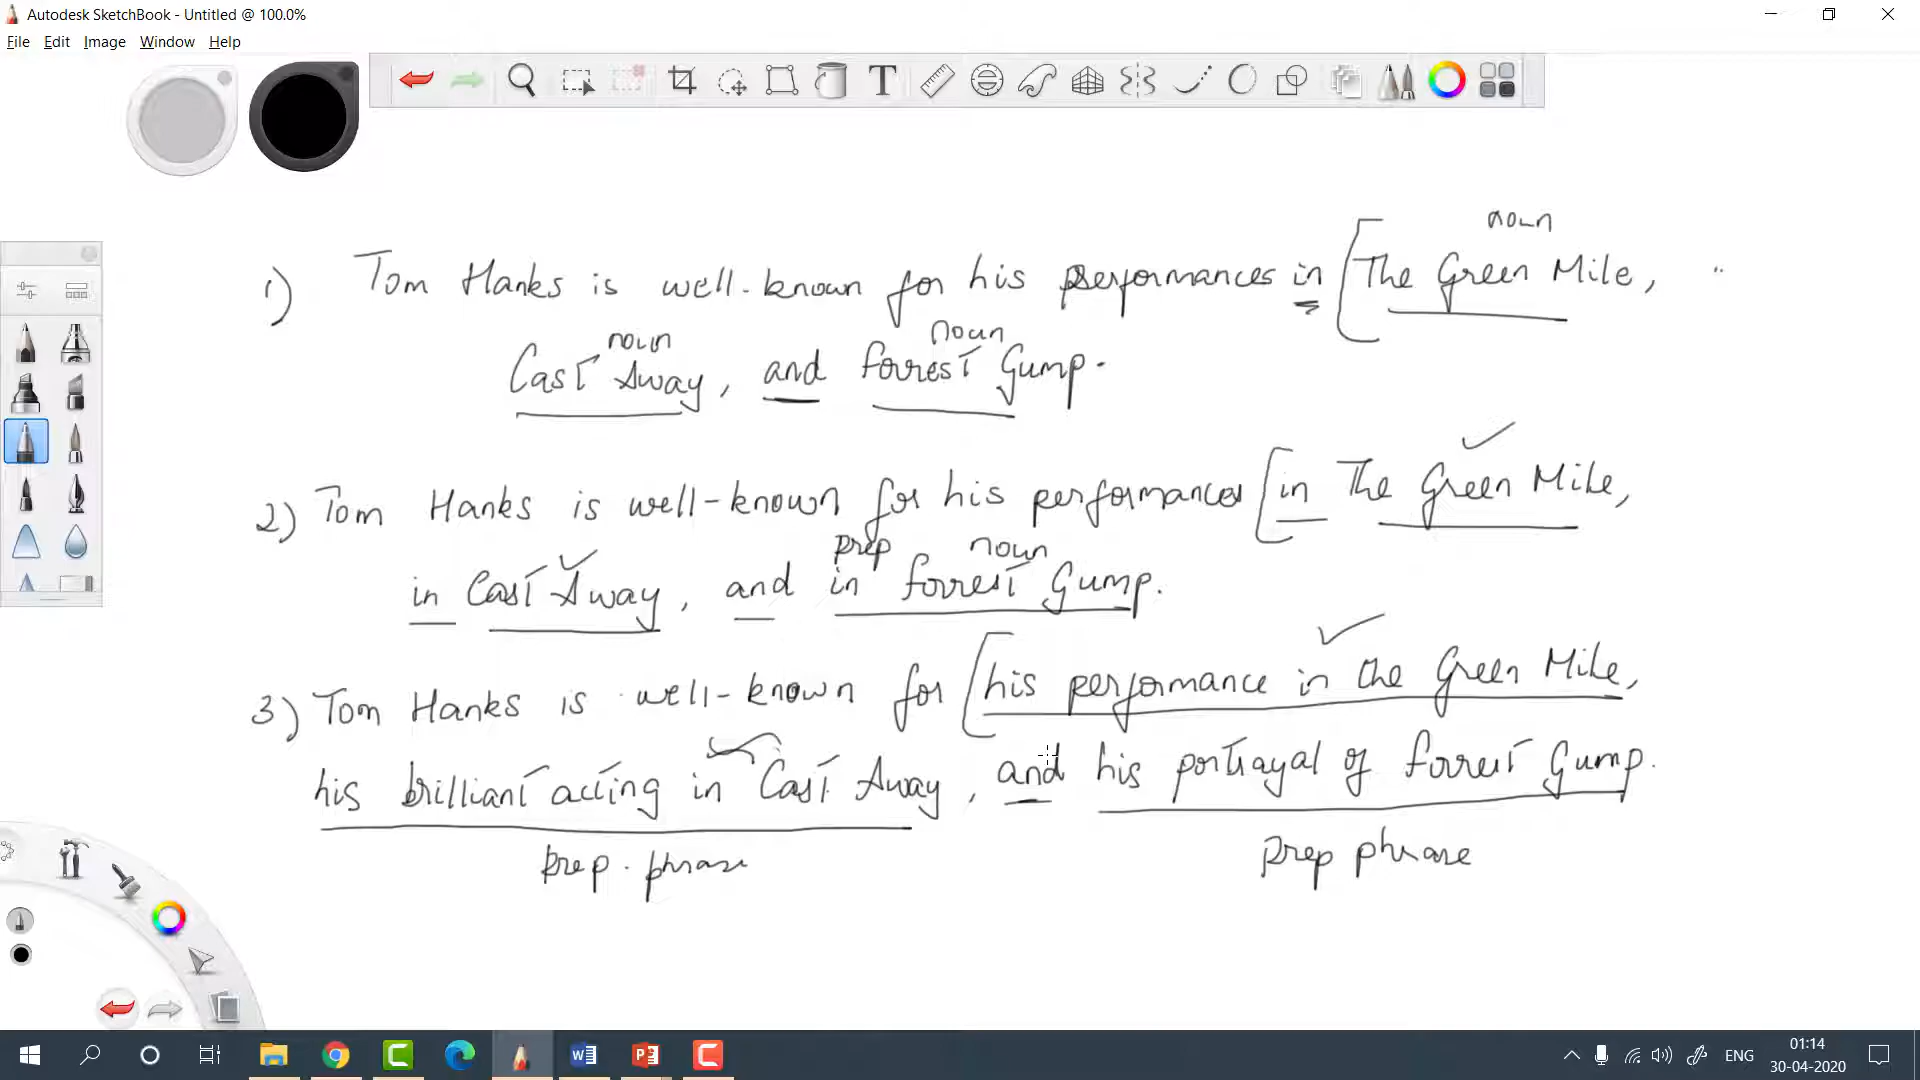 Autodesk SketchBook - Untitled @ 100.0%
File Edit Image Window Help
noun
1) Tom Hanks is well-known for his performances in [The Green Mile,
noun noun
Cast Away, and Forrest Gump.
2) Tom Hanks is well-known for his performances [in The Green Mile,
prep noun
in Cast Away, and in Forrest Gump.
3) Tom Hanks is well-known for [his performance in the Green Mile,
his brilliant acting in Cast Away, and his portrayal of Forrest Gump.
prep. phrase prep phrase
ENG
01:14
30-04-2020